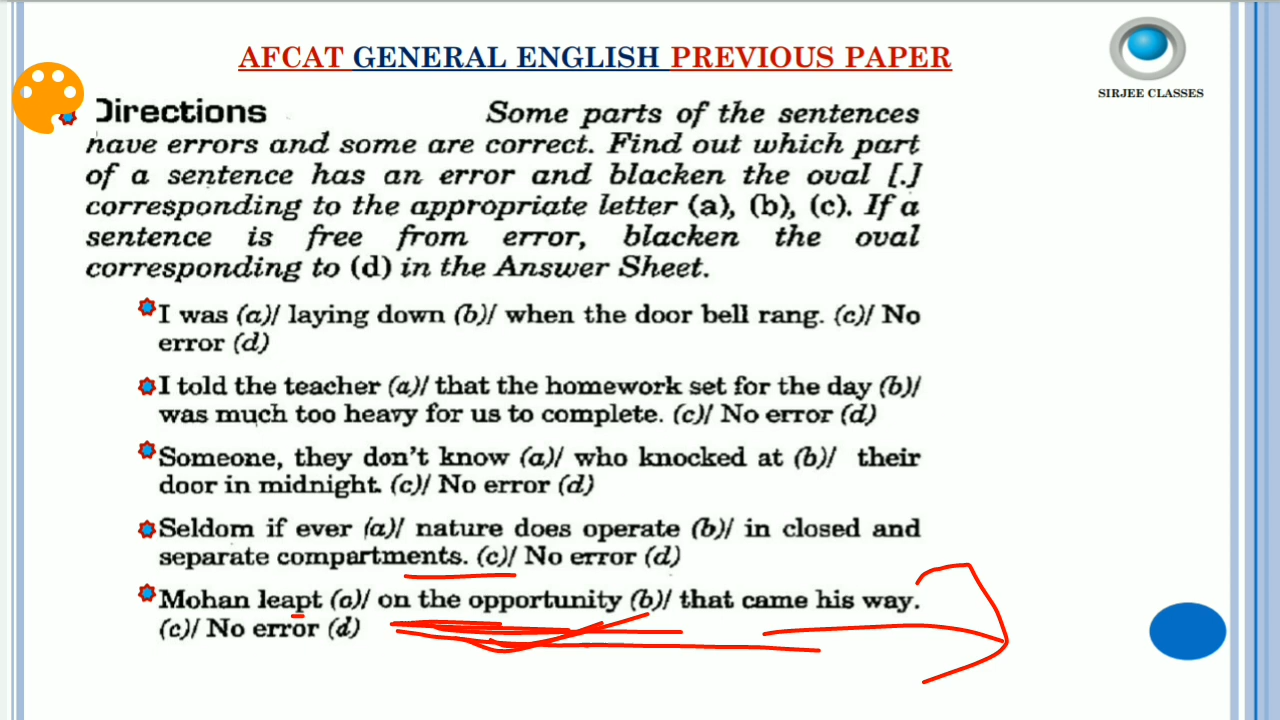 AFCAT GENERAL ENGLISH PREVIOUS PAPER
SIRJEE CLASSES
Directions Some parts of the sentences
have errors and some are correct. Find out which part
of a sentence has an error and blacken the oval [.]
corresponding to the appropriate letter (a), (b), (c). If a
sentence is free from error, blacken the oval
corresponding to (d) in the Answer Sheet.
I was (a)/ laying down (b)/ when the door bell rang. (c)/ No
error (d)
I told the teacher (a)/ that the homework set for the day (b)/
was much too heavy for us to complete. (c)/ No error (d)
Someone, they don't know (a)/ who knocked at (b)/ their
door in midnight. (c)/ No error (d)
Seldom if ever (a)/ nature does operate (b)/ in closed and
separate compartments. (c)/ No error (d)
Mohan leapt (a)/ on the opportunity (b)/ that came his way.
(c)/ No error (d)